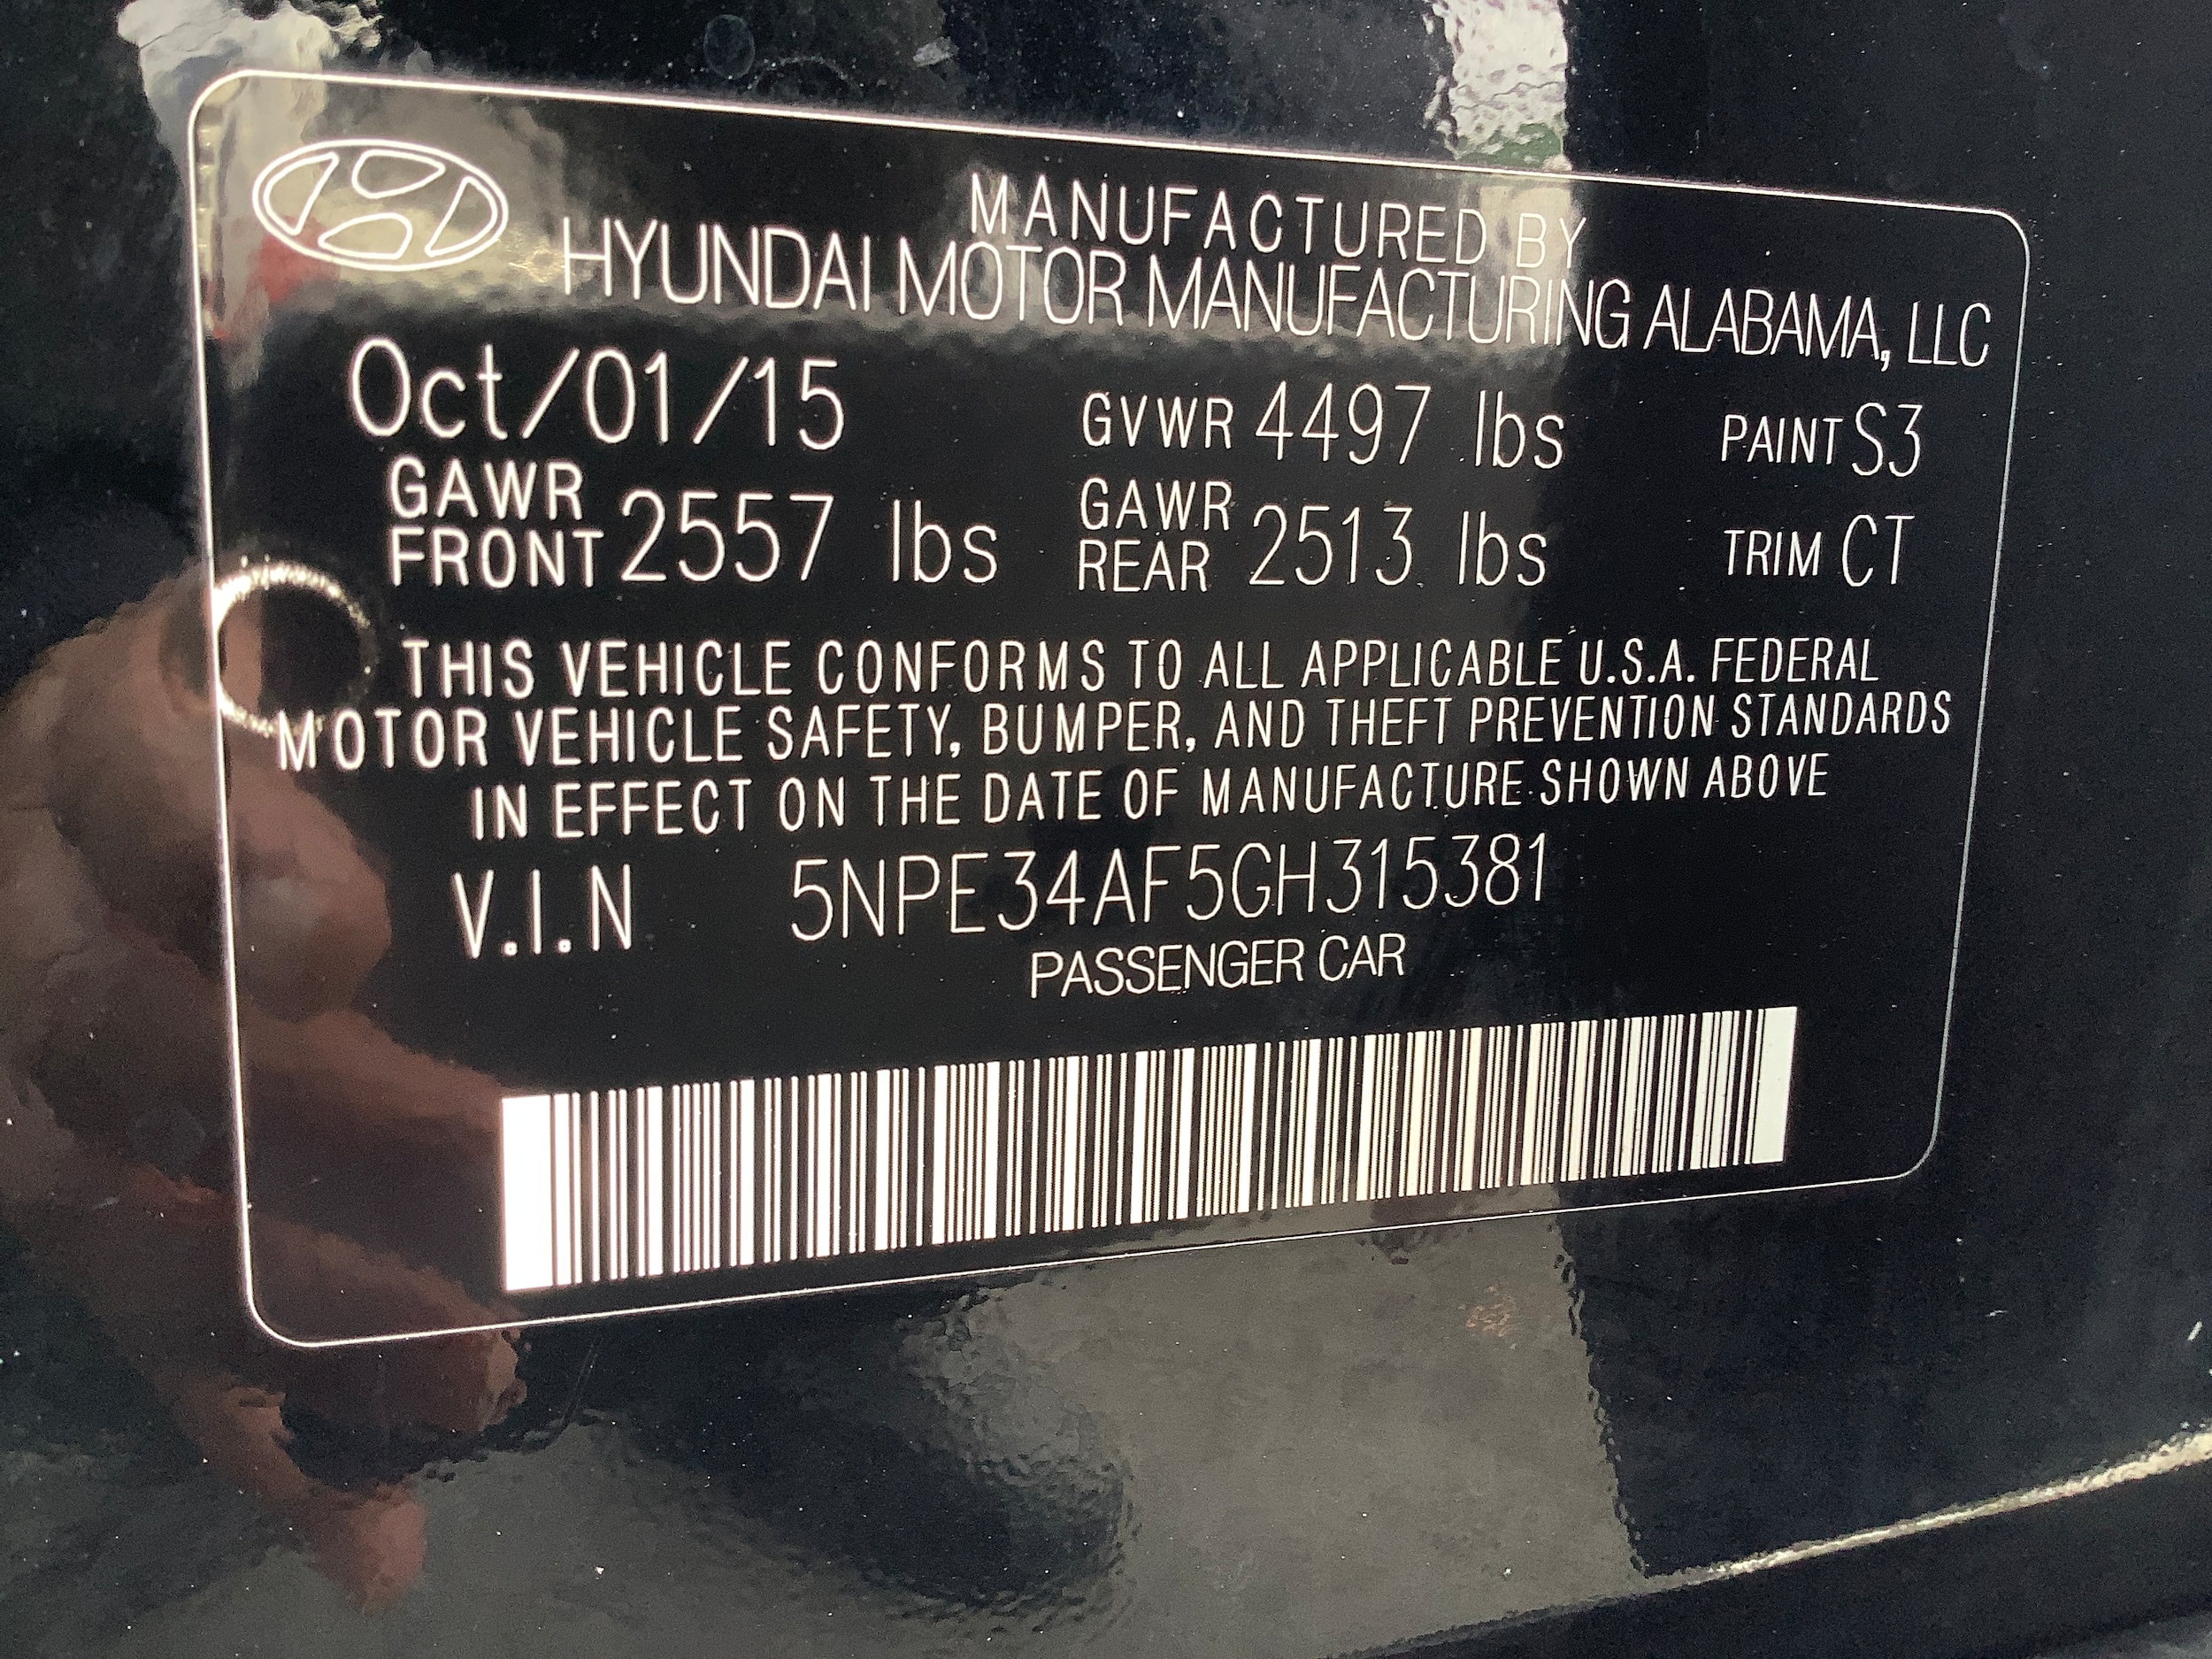 MANUFACTURED BY
HYUNDAI MOTOR MANUFACTURING ALABAMA, LLC
Oct/01/15 GVWR 4497 lbs PAINT S3
GAWR FRONT 2557 lbs GAWR REAR 2513 lbs TRIM CT
THIS VEHICLE CONFORMS TO ALL APPLICABLE U.S.A. FEDERAL
MOTOR VEHICLE SAFETY, BUMPER, AND THEFT PREVENTION STANDARDS
IN EFFECT ON THE DATE OF MANUFACTURE SHOWN ABOVE
V.I.N 5NPE34AF5GH315381
PASSENGER CAR